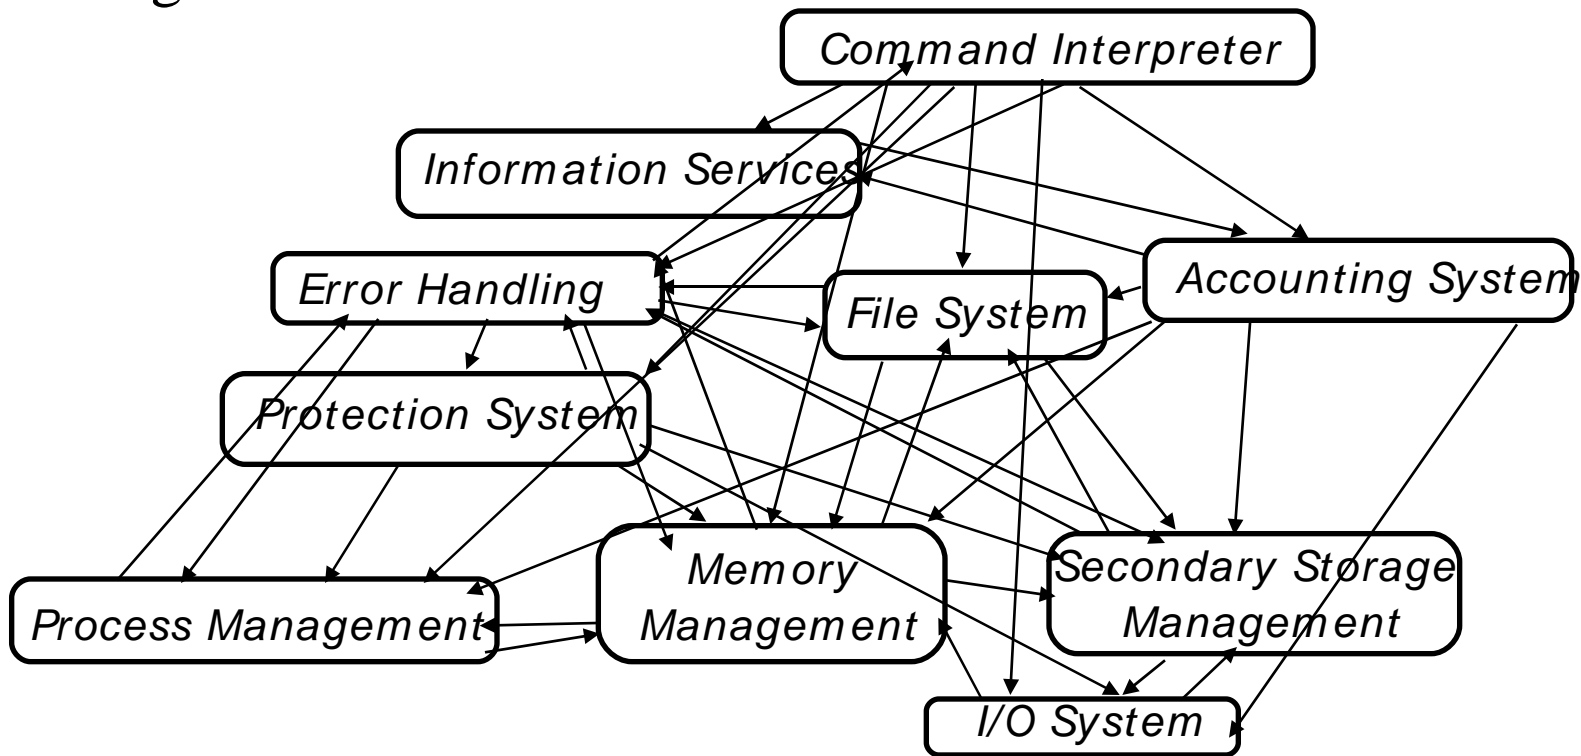 Command Interpreter
Information Services
Error Handling
File System
Accounting System
Protection System
Memory
Management
Secondary Storage
Management
Process Management
I/O System